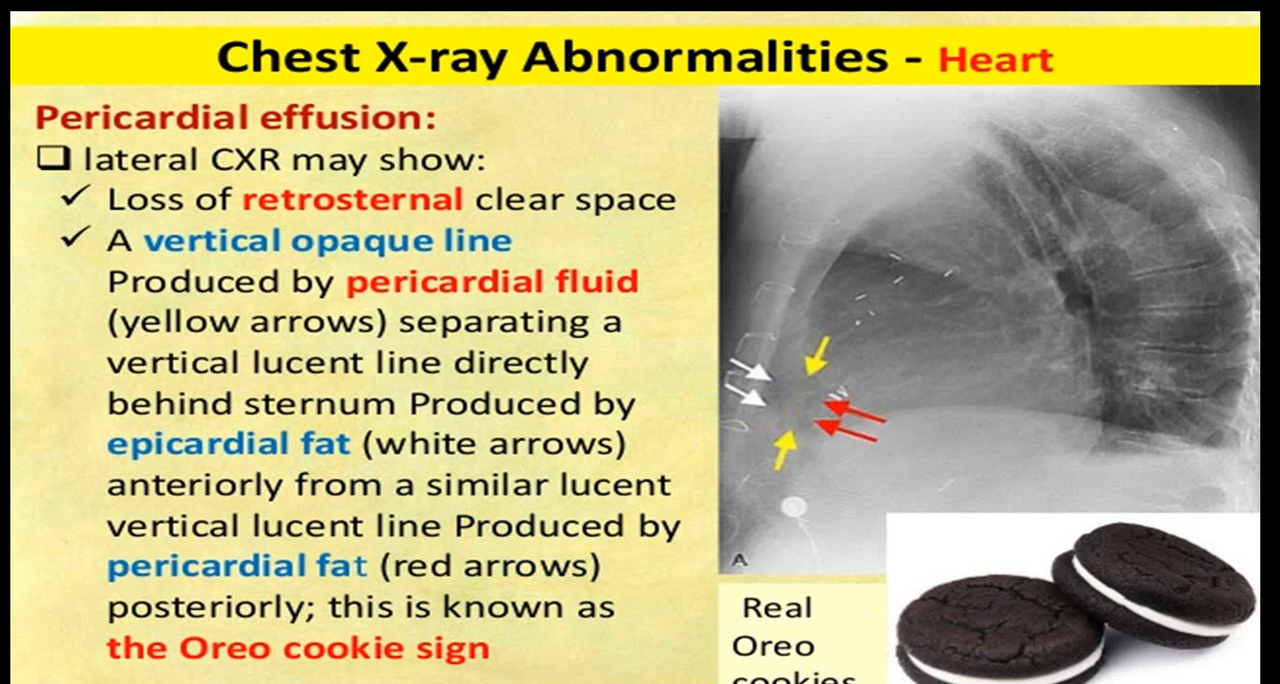 Chest X-ray Abnormalities - Heart
Pericardial effusion:
❑ lateral CXR may show:
✓ Loss of retrosternal clear space
✓ A vertical opaque line
Produced by pericardial fluid
(yellow arrows) separating a
vertical lucent line directly
behind sternum Produced by
epicardial fat (white arrows)
anteriorly from a similar lucent
vertical lucent line Produced by
pericardial fat (red arrows)
posteriorly; this is known as
the Oreo cookie sign
A
Real
Oreo
cookies